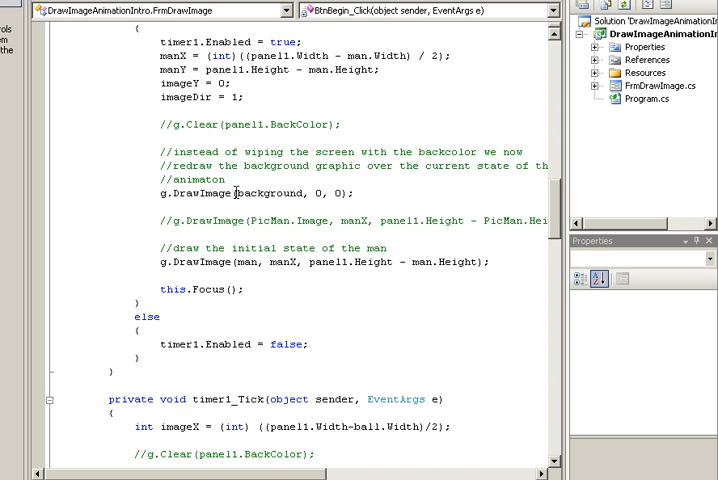 DrawImageAnimationIntro.FrmDrawImage
BtnBegin_Click(object sender, EventArgs e)
{
timer1.Enabled = true;
manX = (int)((panel1.Width - man.Width) / 2);
manY = panel1.Height - man.Height;
imageY = 0;
imageDir = 1;
//g.Clear(panel1.BackColor);
//instead of wiping the screen with the backcolor we now
//redraw the background graphic over the current state of th
//animaton
g.DrawImage(background, 0, 0);
//g.DrawImage(PicMan.Image, manX, panel1.Height - PicMan.Hei
//draw the initial state of the man
g.DrawImage(man, manX, panel1.Height - man.Height);
this.Focus();
}
else
{
timer1.Enabled = false;
}
}
private void timer1_Tick(object sender, EventArgs e)
{
int imageX = (int) ((panel1.Width-ball.Width)/2);
//g.Clear(panel1.BackColor);
rols
m
the
Solution 'DrawImageAnimationI
DrawImageAnimationIn
Properties
References
Resources
FrmDrawImage.cs
Program.cs
Properties